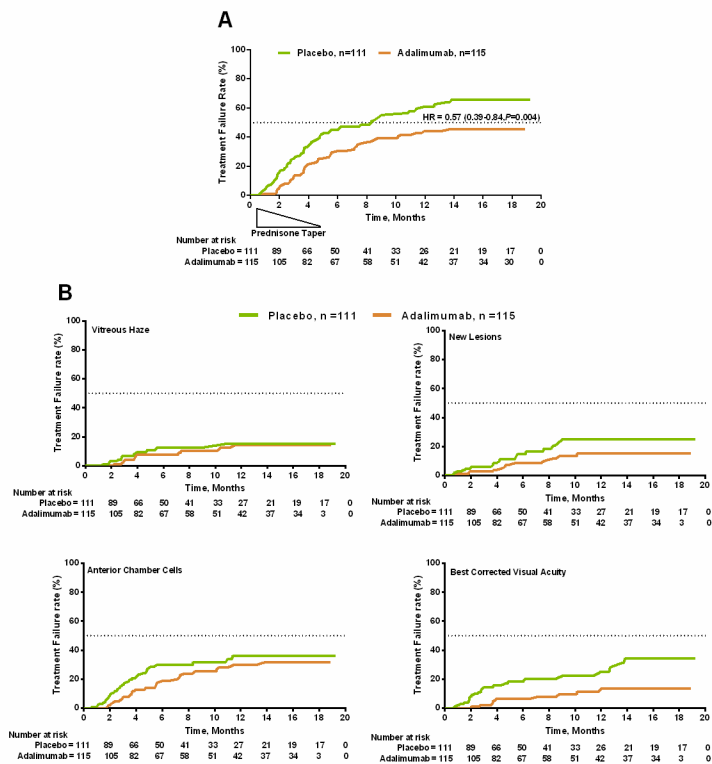 A
Placebo, n=111 Adalimumab, n=115
Treatment Failure Rate (%)
100
80
60
40
20
0
HR = 0.57 (0.39-0.84,P=0.004)
0 2 4 6 8 10 12 14 16 18 20
Time, Months
Prednisone Taper
Number at risk
Placebo = 111 89 66 50 41 33 26 21 19 17 0
Adalimumab = 115 105 82 67 58 51 42 37 34 30 0
B
Placebo, n =111 Adalimumab, n =115
Vitreous Haze
Treatment Failure rate (%)
100
80
60
40
20
0
0 2 4 6 8 10 12 14 16 18 20
Time, Months
Number at risk
Placebo = 111 89 66 50 41 33 27 21 19 17 0
Adalimumab = 115 105 82 67 58 51 42 37 34 3 0
New Lesions
Treatment Failure rate (%)
100
80
60
40
20
0
0 2 4 6 8 10 12 14 16 18 20
Time, Months
Number at risk
Placebo = 111 89 66 50 41 33 27 21 19 17 0
Adalimumab = 115 105 82 67 58 51 42 37 34 3 0
Anterior Chamber Cells
Treatment Failure rate (%)
100
80
60
40
20
0
0 2 4 6 8 10 12 14 16 18 20
Time, Months
Number at risk
Placebo = 111 89 66 50 41 33 27 21 19 17 0
Adalimumab = 115 105 82 67 58 51 42 37 34 3 0
Best Corrected Visual Acuity
Treatment Failure rate (%)
100
80
60
40
20
0
0 2 4 6 8 10 12 14 16 18 20
Time, Months
Number at risk
Placebo = 111 89 66 50 41 33 26 21 19 17 0
Adalimumab = 115 105 82 67 58 51 42 37 34 3 0